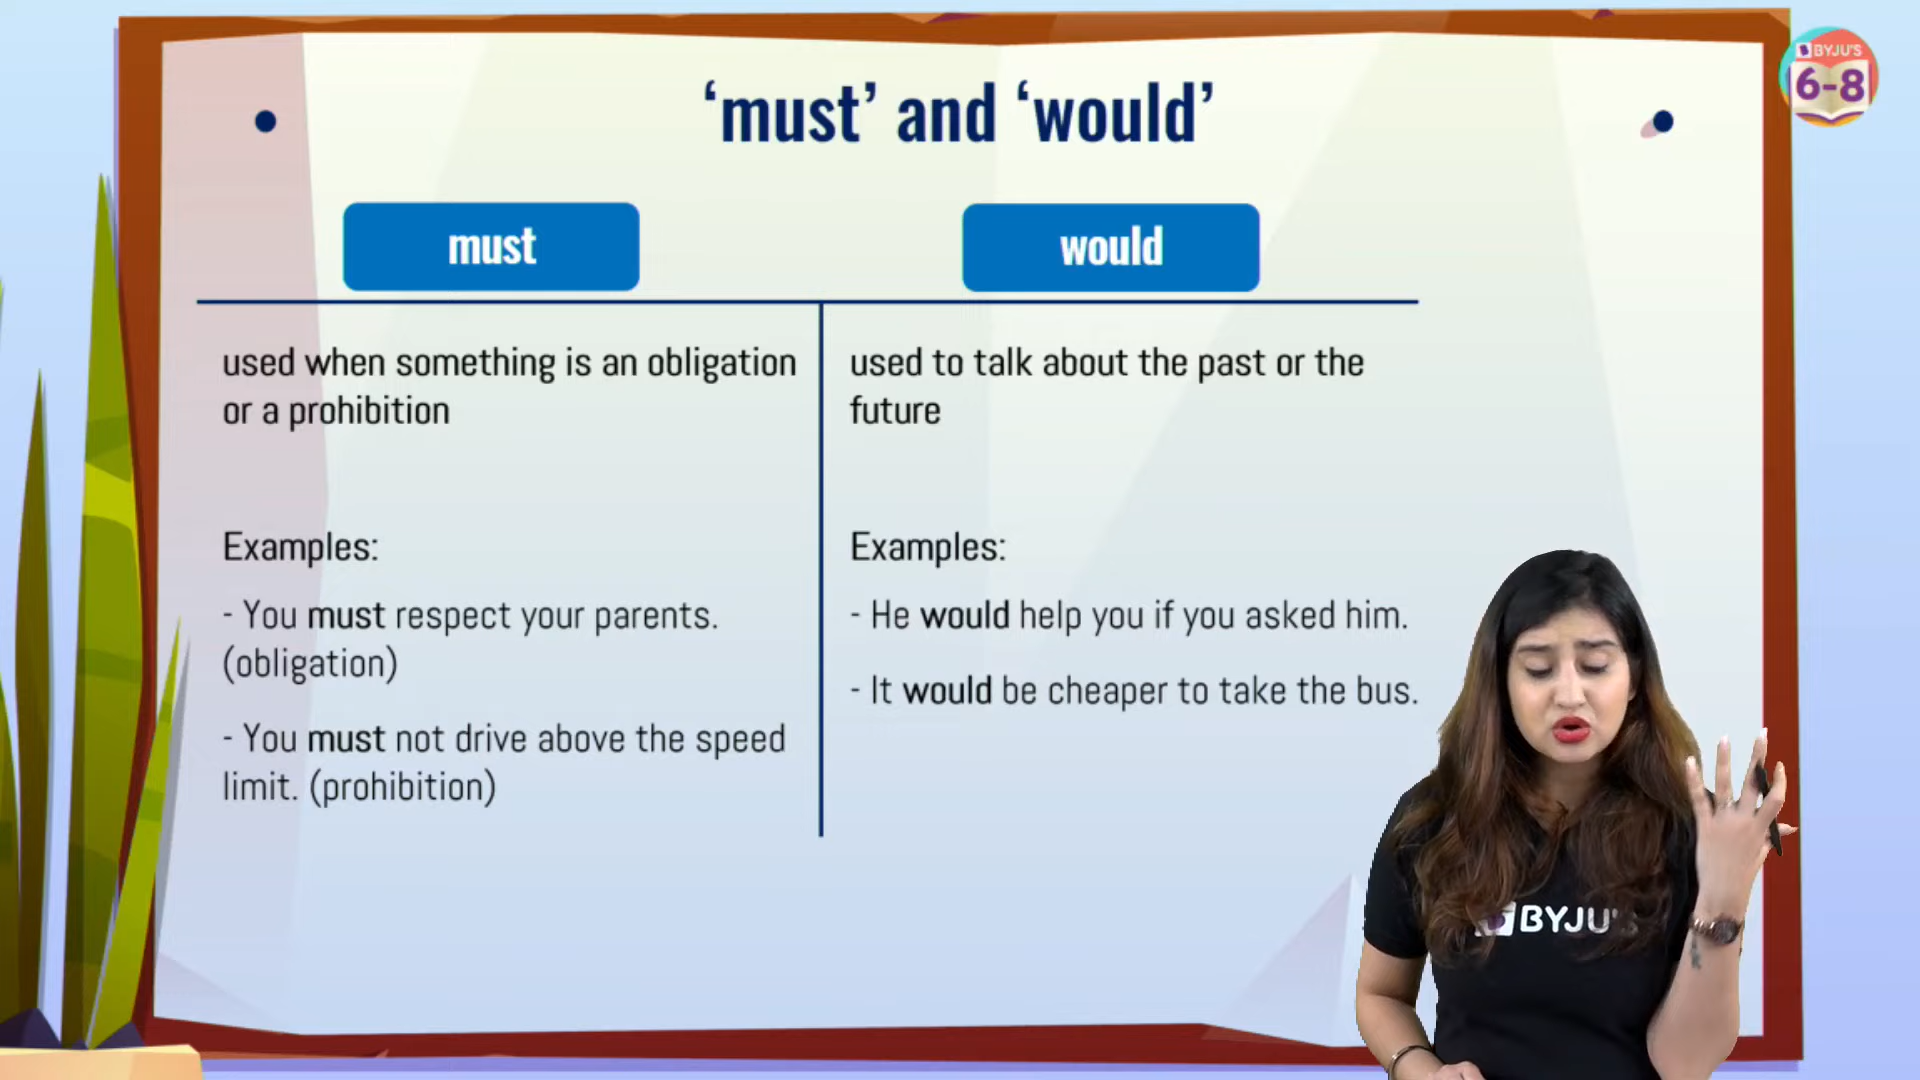 ‘must’ and ‘would’
BYJU'S
6-8
must
would
used when something is an obligation
or a prohibition
used to talk about the past or the
future
Examples:
- You must respect your parents.
(obligation)
- You must not drive above the speed
limit. (prohibition)
Examples:
- He would help you if you asked him.
- It would be cheaper to take the bus.
BYJU'S